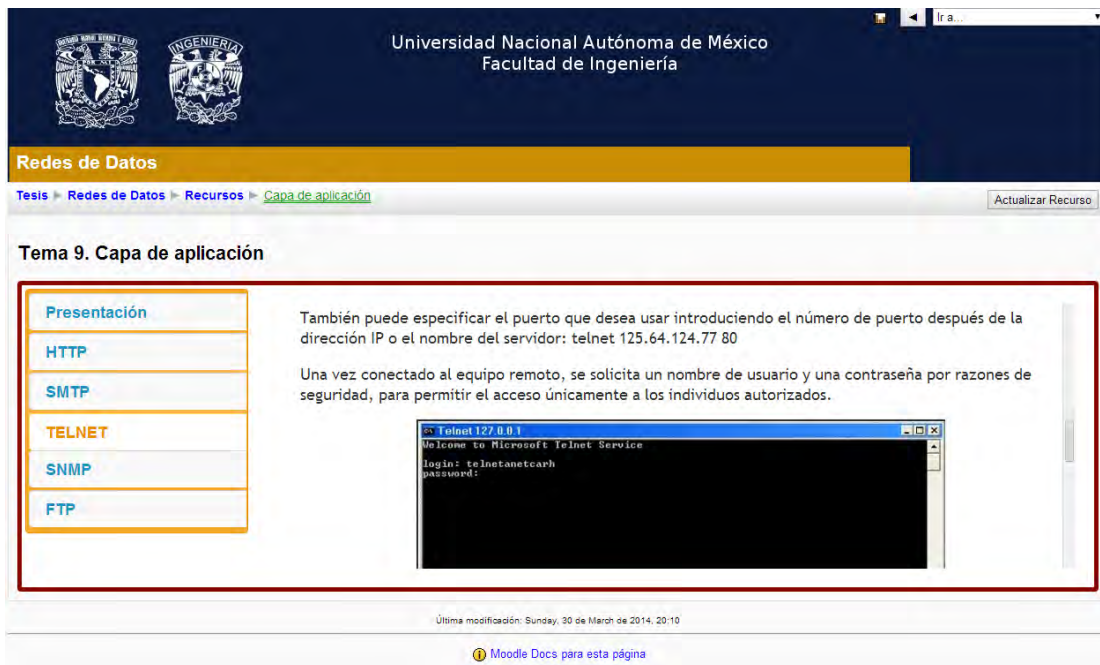 Ir a...
Universidad Nacional Autónoma de México
Facultad de Ingeniería
INGENIERIA
Redes de Datos
Tesis ► Redes de Datos ► Recursos ► Capa de aplicación
Actualizar Recurso
Tema 9. Capa de aplicación
Presentación
HTTP
SMTP
TELNET
SNMP
FTP
También puede especificar el puerto que desea usar introduciendo el número de puerto después de la
dirección IP o el nombre del servidor: telnet 125.64.124.77 80
Una vez conectado al equipo remoto, se solicita un nombre de usuario y una contraseña por razones de
seguridad, para permitir el acceso únicamente a los individuos autorizados.
Telnet 127.0.0.1
Welcome to Microsoft Telnet Service
login: telnetanetcarh
password:
Última modificación: Sunday, 30 de March de 2014, 20:10
Moodle Docs para esta página